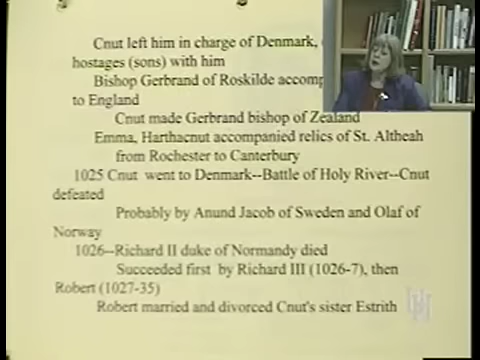 Cnut left him in charge of Denmark,
hostages (sons) with him
Bishop Gerbrand of Roskilde accomp
to England
Cnut made Gerbrand bishop of Zealand
Emma, Harthacnut accompanied relics of St. Altheah
from Rochester to Canterbury
1025 Cnut went to Denmark--Battle of Holy River--Cnut
defeated
Probably by Anund Jacob of Sweden and Olaf of
Norway
1026--Richard II duke of Normandy died
Succeeded first by Richard III (1026-7), then
Robert (1027-35)
Robert married and divorced Cnut's sister Estrith